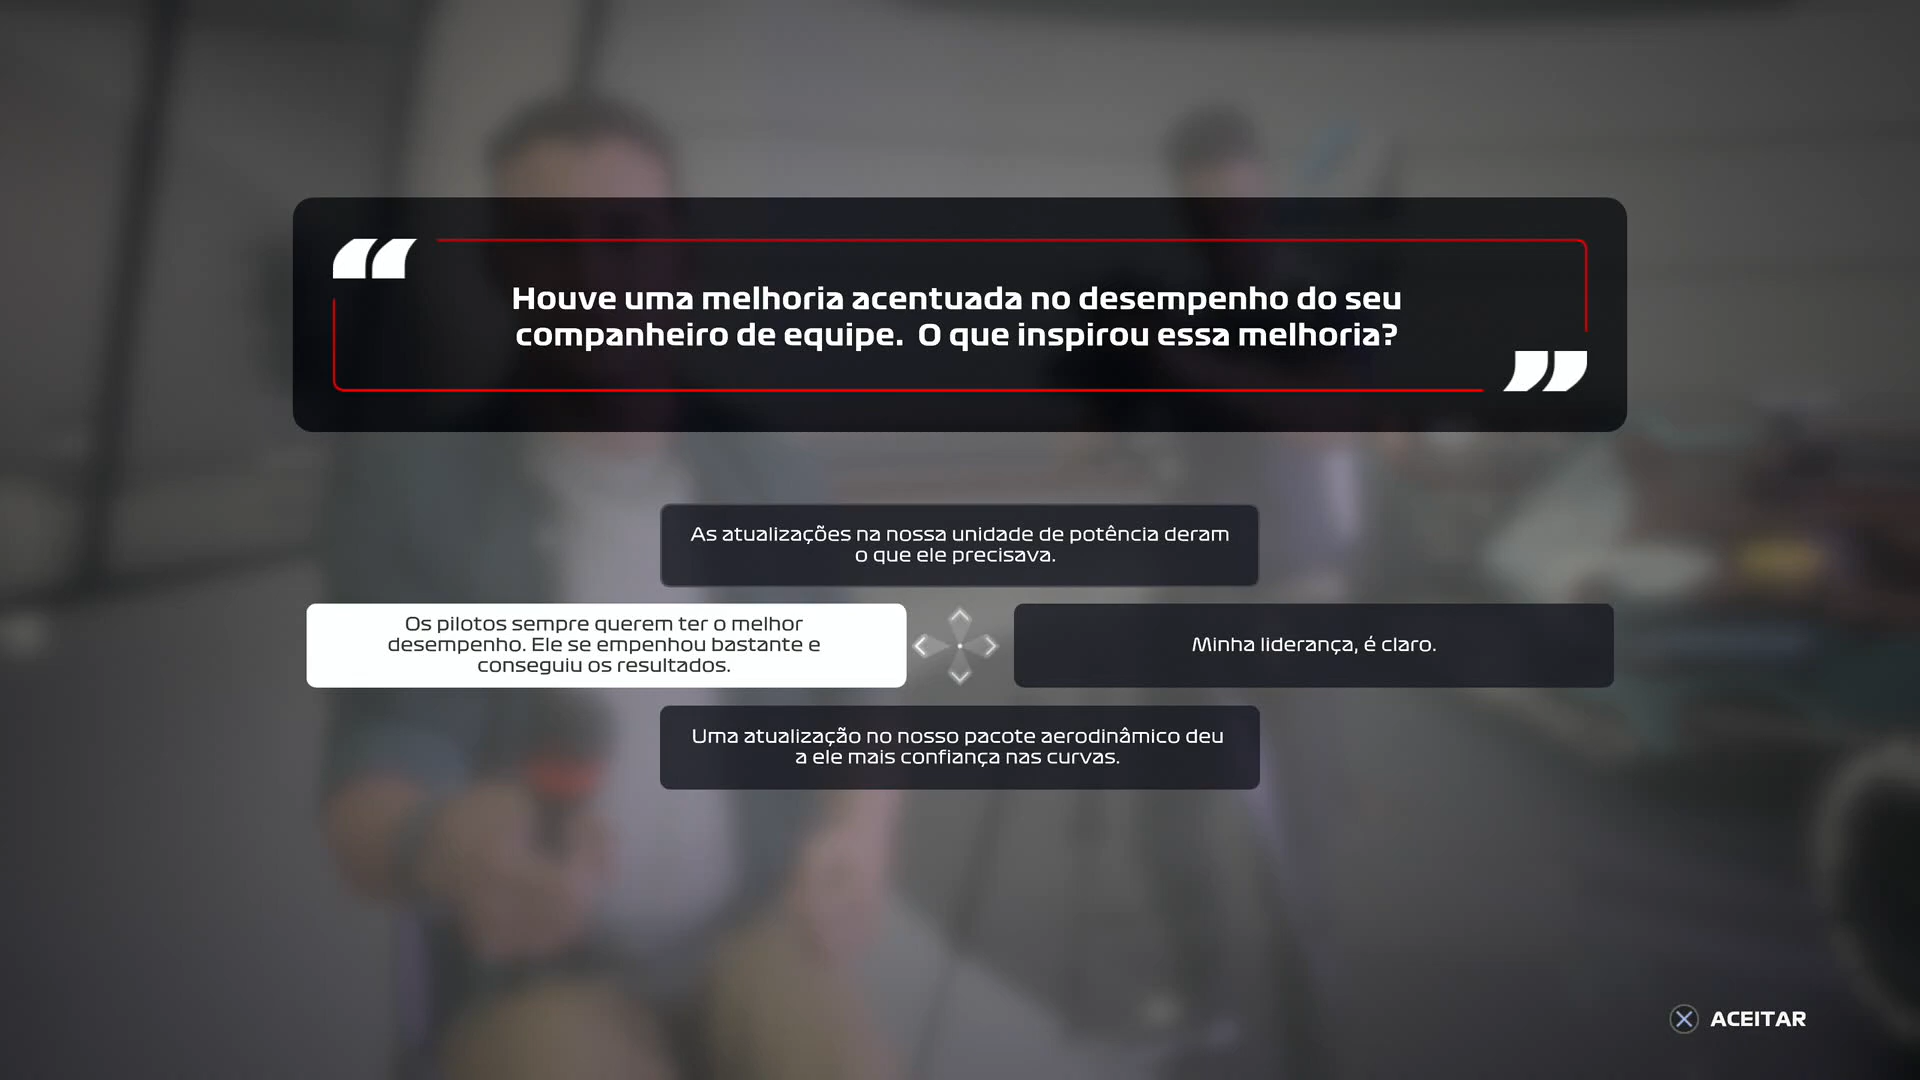 Houve uma melhoria acentuada no desempenho do seu
companheiro de equipe. O que inspirou essa melhoria?
As atualizações na nossa unidade de potência deram
o que ele precisava.
Os pilotos sempre querem ter o melhor
desempenho. Ele se empenhou bastante e
conseguiu os resultados.
Minha liderança, é claro.
Uma atualização no nosso pacote aerodinâmico deu
a ele mais confiança nas curvas.
ACEITAR